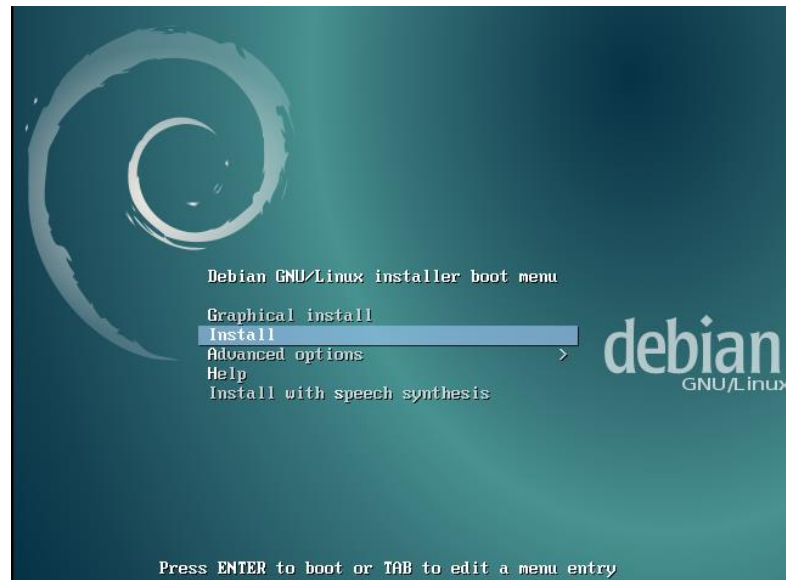 Debian GNU/Linux installer boot menu
Graphical install
Install
Advanced options >
Help
Install with speech synthesis
debian
GNU/Linux
Press ENTER to boot or TAB to edit a menu entry